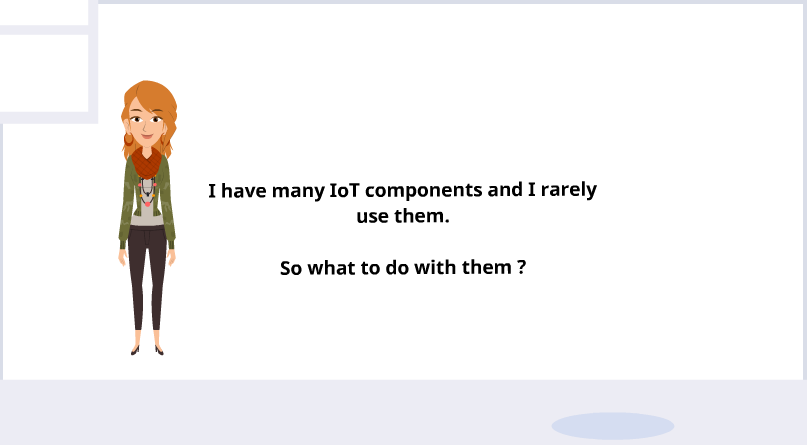 I have many IoT components and I rarely
use them.
So what to do with them ?